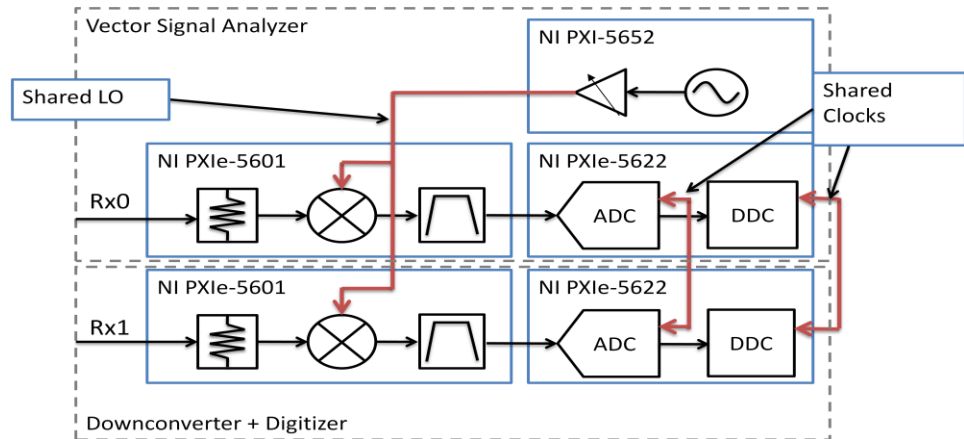 Vector Signal Analyzer
NI PXI-5652
Shared LO
Shared
Clocks
NI PXIe-5601
NI PXIe-5622
Rx0
ADC
DDC
NI PXIe-5601
NI PXIe-5622
Rx1
ADC
DDC
Downconverter + Digitizer